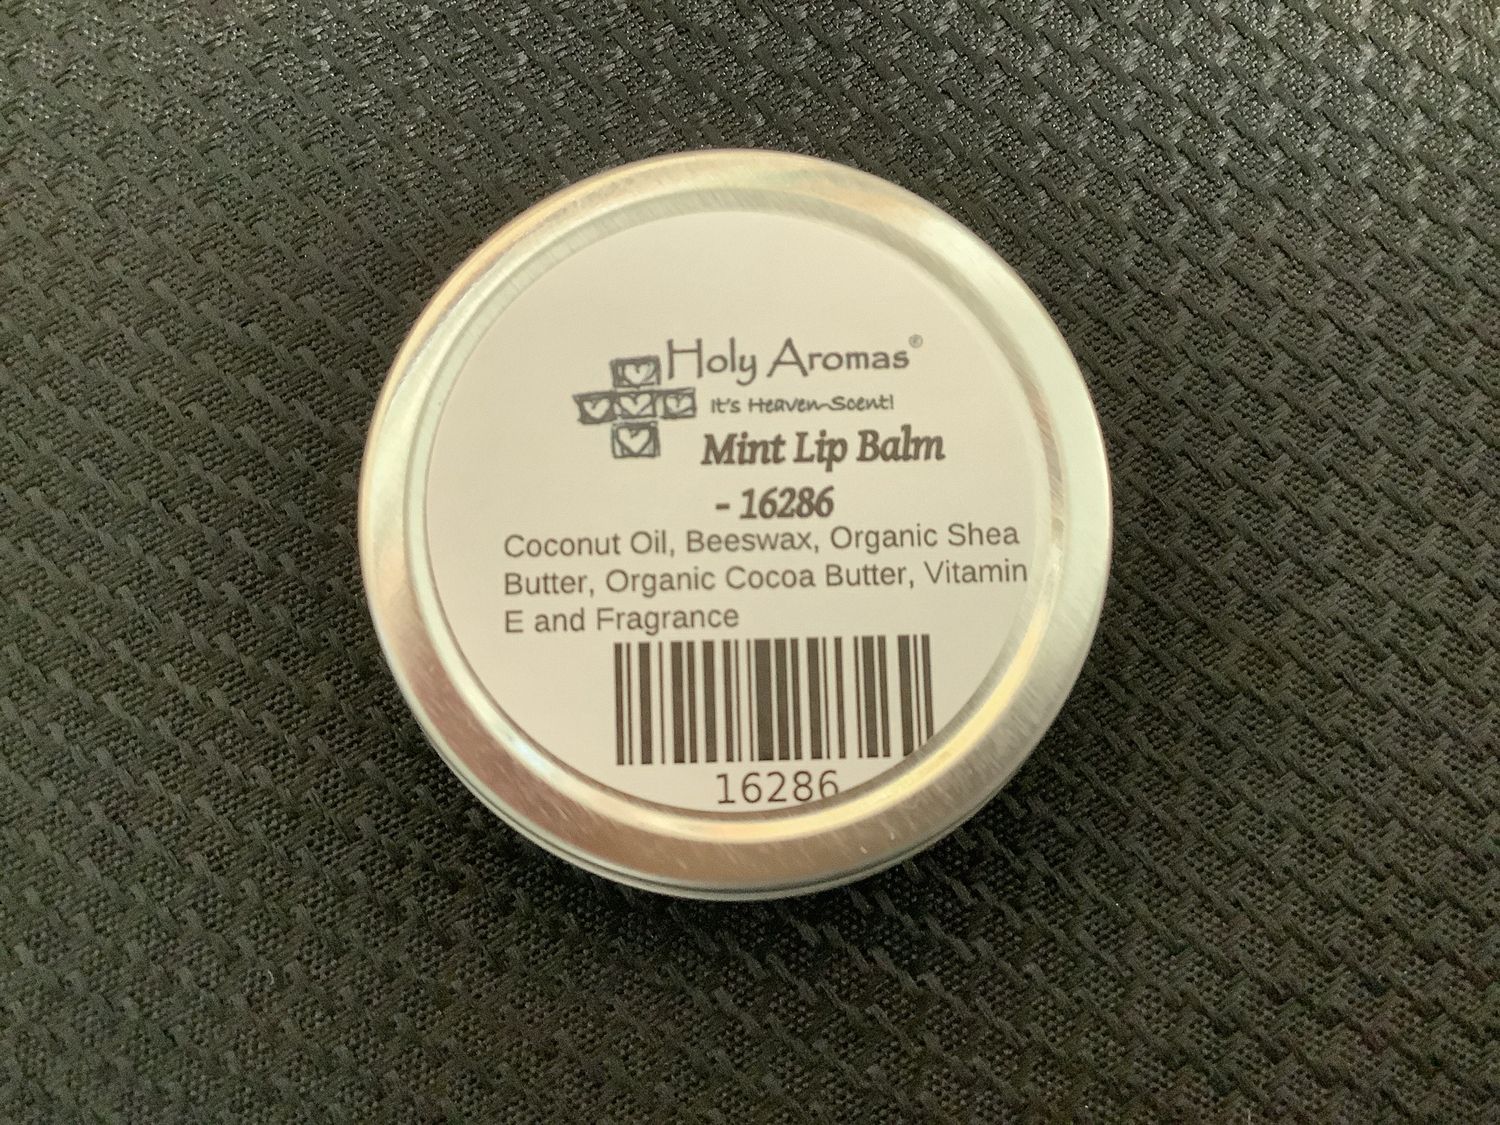 Holy Aromas®
It's Heaven-Scent!
Mint Lip Balm
- 16286
Coconut Oil, Beeswax, Organic Shea
Butter, Organic Cocoa Butter, Vitamin
E and Fragrance
16286